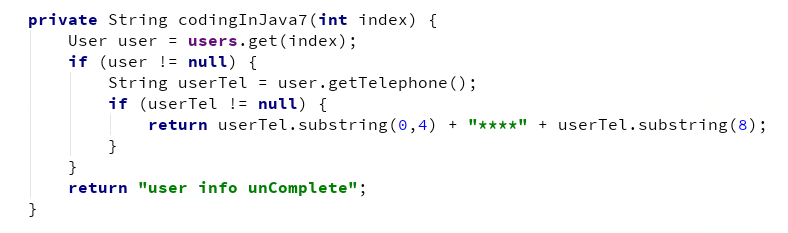 private String codingInJava7(int index) {
    User user = users.get(index);
    if (user != null) {
        String userTel = user.getTelephone();
        if (userTel != null) {
            return userTel.substring(0,4) + "****" + userTel.substring(8);
        }
    }
    return "user info unComplete";
}